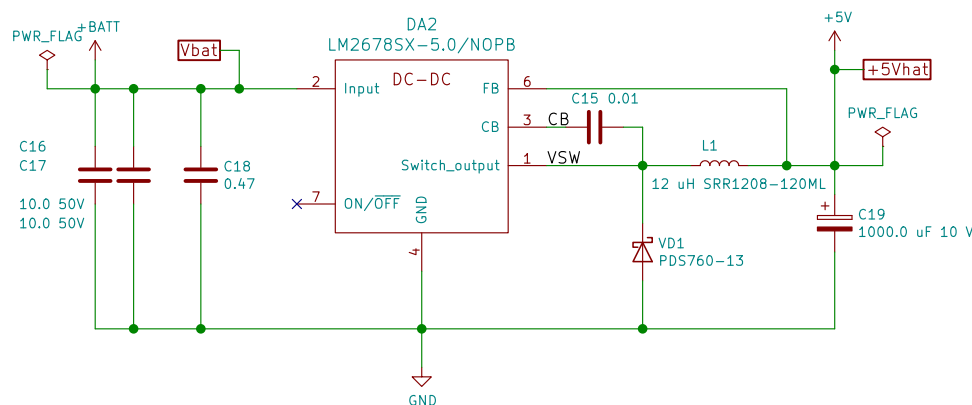 DA2
LM2678SX-5.0/NOPB
+BATT
PWR_FLAG
Vbat
+5V
+5Vhat
DC-DC
2
Input
FB
6
C15 0.01
PWR_FLAG
CB
3
CB
C16
C17
C18
0.47
Switch_output
1
VSW
L1
12 uH SRR1208-120ML
10.0 50V
10.0 50V
7
ON/OFF
GND
4
VD1
PDS760-13
+
C19
1000.0 uF 10 V
GND